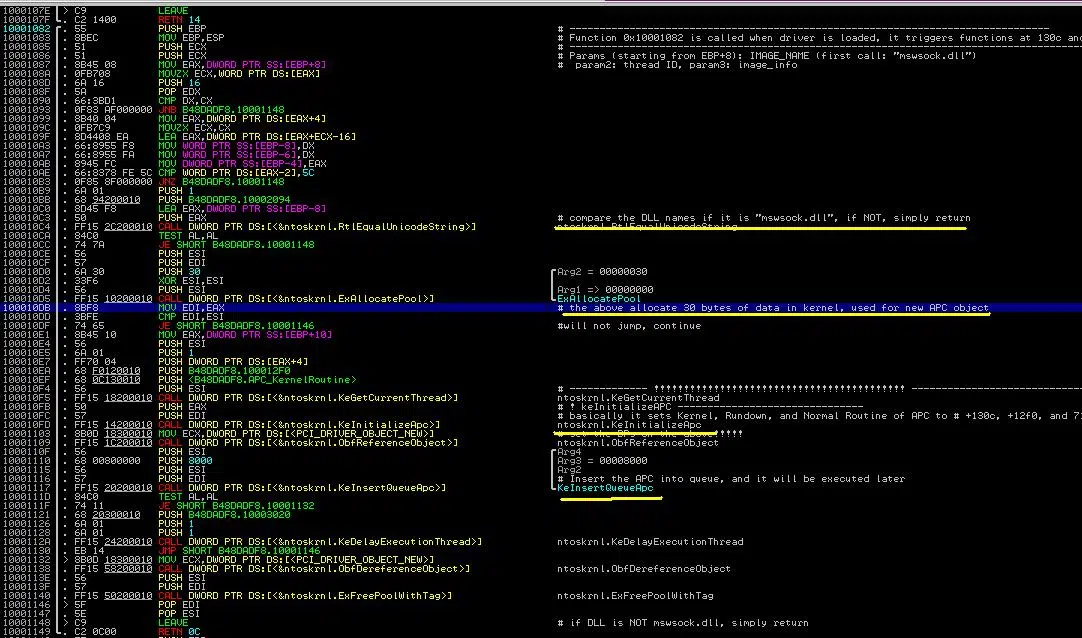 1000107E > C9 LEAVE
1000107F . C2 1400 RETN 14
10001082 . 55 PUSH EBP # -------
10001083 . 8BEC MOV EBP,ESP # Function 0x10001082 is called when driver is loaded, it triggers functions at 130c and
10001085 . 51 PUSH ECX # -------
10001086 . 51 PUSH ECX # Params (starting from EBP+8): IMAGE_NAME (first call: "mswsock.dll")
10001087 . 8B45 08 MOV EAX,DWORD PTR SS:[EBP+8] # param2: thread ID, param3: image_info
1000108A . 0FB708 MOVZX ECX,WORD PTR DS:[EAX]
1000108D . 6A 16 PUSH 16
1000108F . 5A POP EDX
10001090 . 66:3BD1 CMP DX,CX
10001093 . 0F83 AF000000 JNB B48DADF8.10001148
10001099 . 8B40 04 MOV EAX,DWORD PTR DS:[EAX+4]
1000109C . 0FB7C9 MOVZX ECX,CX
1000109F . 8D4408 EA LEA EAX,DWORD PTR DS:[EAX+ECX-16]
100010A3 . 66:8955 F8 MOV WORD PTR SS:[EBP-8],DX
100010A7 . 66:8955 FA MOV WORD PTR SS:[EBP-6],DX
100010AB . 8945 FC MOV DWORD PTR SS:[EBP-4],EAX
100010AE . 66:8378 FE 5C CMP WORD PTR DS:[EAX-2],5C
100010B3 . 0F85 8F000000 JNZ B48DADF8.10001148
100010B9 . 6A 01 PUSH 1
100010BB . 68 94200010 PUSH B48DADF8.10002094
100010C0 . 8D45 F8 LEA EAX,DWORD PTR SS:[EBP-8]
100010C3 . 50 PUSH EAX # compare the DLL names if it is "mswsock.dll", if NOT, simply return
100010C4 . FF15 2C200010 CALL DWORD PTR DS:[<&ntoskrnl.RtlEqualUnicodeString>] ntoskrnl.RtlEqualUnicodeString
100010CA . 84C0 TEST AL,AL
100010CC . 74 7A JE SHORT B48DADF8.10001148
100010CE . 56 PUSH ESI
100010CF . 57 PUSH EDI
100010D0 . 6A 30 PUSH 30 Arg2 = 00000030
100010D2 . 33F6 XOR ESI,ESI
100010D4 . 56 PUSH ESI Arg1 => 00000000
100010D5 . FF15 10200010 CALL DWORD PTR DS:[<&ntoskrnl.ExAllocatePool>] ExAllocatePool
100010DB . 8BF8 MOV EDI,EAX # the above allocate 30 bytes of data in kernel, used for new APC object
100010DD . 3BFE CMP EDI,ESI
100010DF . 74 65 JE SHORT B48DADF8.10001146 #will not jump, continue
100010E1 . 8B45 10 MOV EAX,DWORD PTR SS:[EBP+10]
100010E4 . 56 PUSH ESI
100010E5 . 6A 01 PUSH 1
100010E7 . FF70 04 PUSH DWORD PTR DS:[EAX+4]
100010EA . 68 F0120010 PUSH B48DADF8.100012F0
100010EF . 68 0C130010 PUSH <B48DADF8.APC_KernelRoutine>
100010F4 . 56 PUSH ESI
100010F5 . FF15 18200010 CALL DWORD PTR DS:[<&ntoskrnl.KeGetCurrentThread>] ntoskrnl.KeGetCurrentThread
100010FB . 50 PUSH EAX # ! keInitializeAPC -------
100010FC . 57 PUSH EDI # basically it sets Kernel, Rundown, and Normal Routine of APC to # +130c, +12f0, and 7
100010FD . FF15 14200010 CALL DWORD PTR DS:[<&ntoskrnl.KeInitializeApc>] ntoskrnl.KeInitializeApc
10001103 . 8B0D 18300010 MOV ECX,DWORD PTR DS:[<PCI_DRIVER_OBJECT_NEW>] # set the BPs on the above!!!!
10001109 . FF15 1C200010 CALL DWORD PTR DS:[<&ntoskrnl.ObfReferenceObject>] ntoskrnl.ObfReferenceObject
1000110F . 56 PUSH ESI Arg4
10001110 . 68 00800000 PUSH 8000 Arg3 = 00008000
10001115 . 56 PUSH ESI Arg2
10001116 . 57 PUSH EDI # Insert the APC into queue, and it will be executed later
10001117 . FF15 20200010 CALL DWORD PTR DS:[<&ntoskrnl.KeInsertQueueApc>] KeInsertQueueApc
1000111D . 84C0 TEST AL,AL
1000111F . 74 11 JE SHORT B48DADF8.10001132
10001121 . 68 20300010 PUSH B48DADF8.10003020
10001126 . 6A 01 PUSH 1
10001128 . 6A 01 PUSH 1
1000112A . FF15 24200010 CALL DWORD PTR DS:[<&ntoskrnl.KeDelayExecutionThread>] ntoskrnl.KeDelayExecutionThread
10001130 . EB 14 JMP SHORT B48DADF8.10001146
10001132 > 8B0D 18300010 MOV ECX,DWORD PTR DS:[<PCI_DRIVER_OBJECT_NEW>]
10001138 . FF15 53200010 CALL DWORD PTR DS:[<&ntoskrnl.ObfDereferenceObject>] ntoskrnl.ObfDereferenceObject
1000113E . 56 PUSH ESI
1000113F . 57 PUSH EDI
10001140 . FF15 50200010 CALL DWORD PTR DS:[<&ntoskrnl.ExFreePoolWithTag>] ntoskrnl.ExFreePoolWithTag
10001146 > 5F POP EDI
10001147 . 5E POP ESI
10001148 > C9 LEAVE # if DLL is NOT mswsock.dll, simply return
10001149 . C2 0C00 RETN 0C